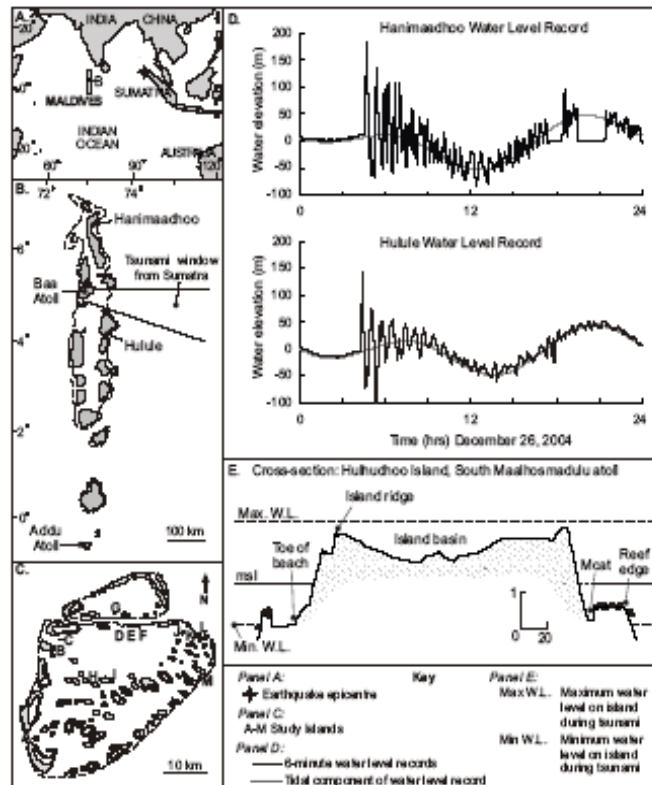 A.
20°
INDIA
CHINA
B
MALDIVES
SUMATRA
0°
INDIAN
OCEAN
20°
AUSTRALIA
60°
90°
120°
B.
72°
74°
Hanimaadhoo
6°
Tsunami window
from Sumatra
Baa
Atoll
4°
Hulule
2°
0°
Addu
Atoll
100 km
C.
N
G
C
B
D E F
L
H
I
M
10 km
D.
Hanimaadhoo Water Level Record
Water elevation (m)
200
150
100
50
0
-50
-100
0
12
24
Hulule Water Level Record
Water elevation (m)
200
150
100
50
0
-50
-100
0
12
24
Time (hrs) December 26, 2004
E. Cross-section: Hulhudhoo Island, South Maalhosmadulu atoll
Island ridge
Max. W.L.
Toe of
beach
Island basin
Moat
Reef
edge
msl
1
0
20
Min. W.L.
Key
Panel A:
Earthquake epicentre
Panel C:
A-M Study Islands
Panel D:
6-minute water level records
Tidal component of water level record
Panel E:
Max W.L. Maximum water
level on island
during tsunami
Min W.L. Minimum water
level on island
during tsunami